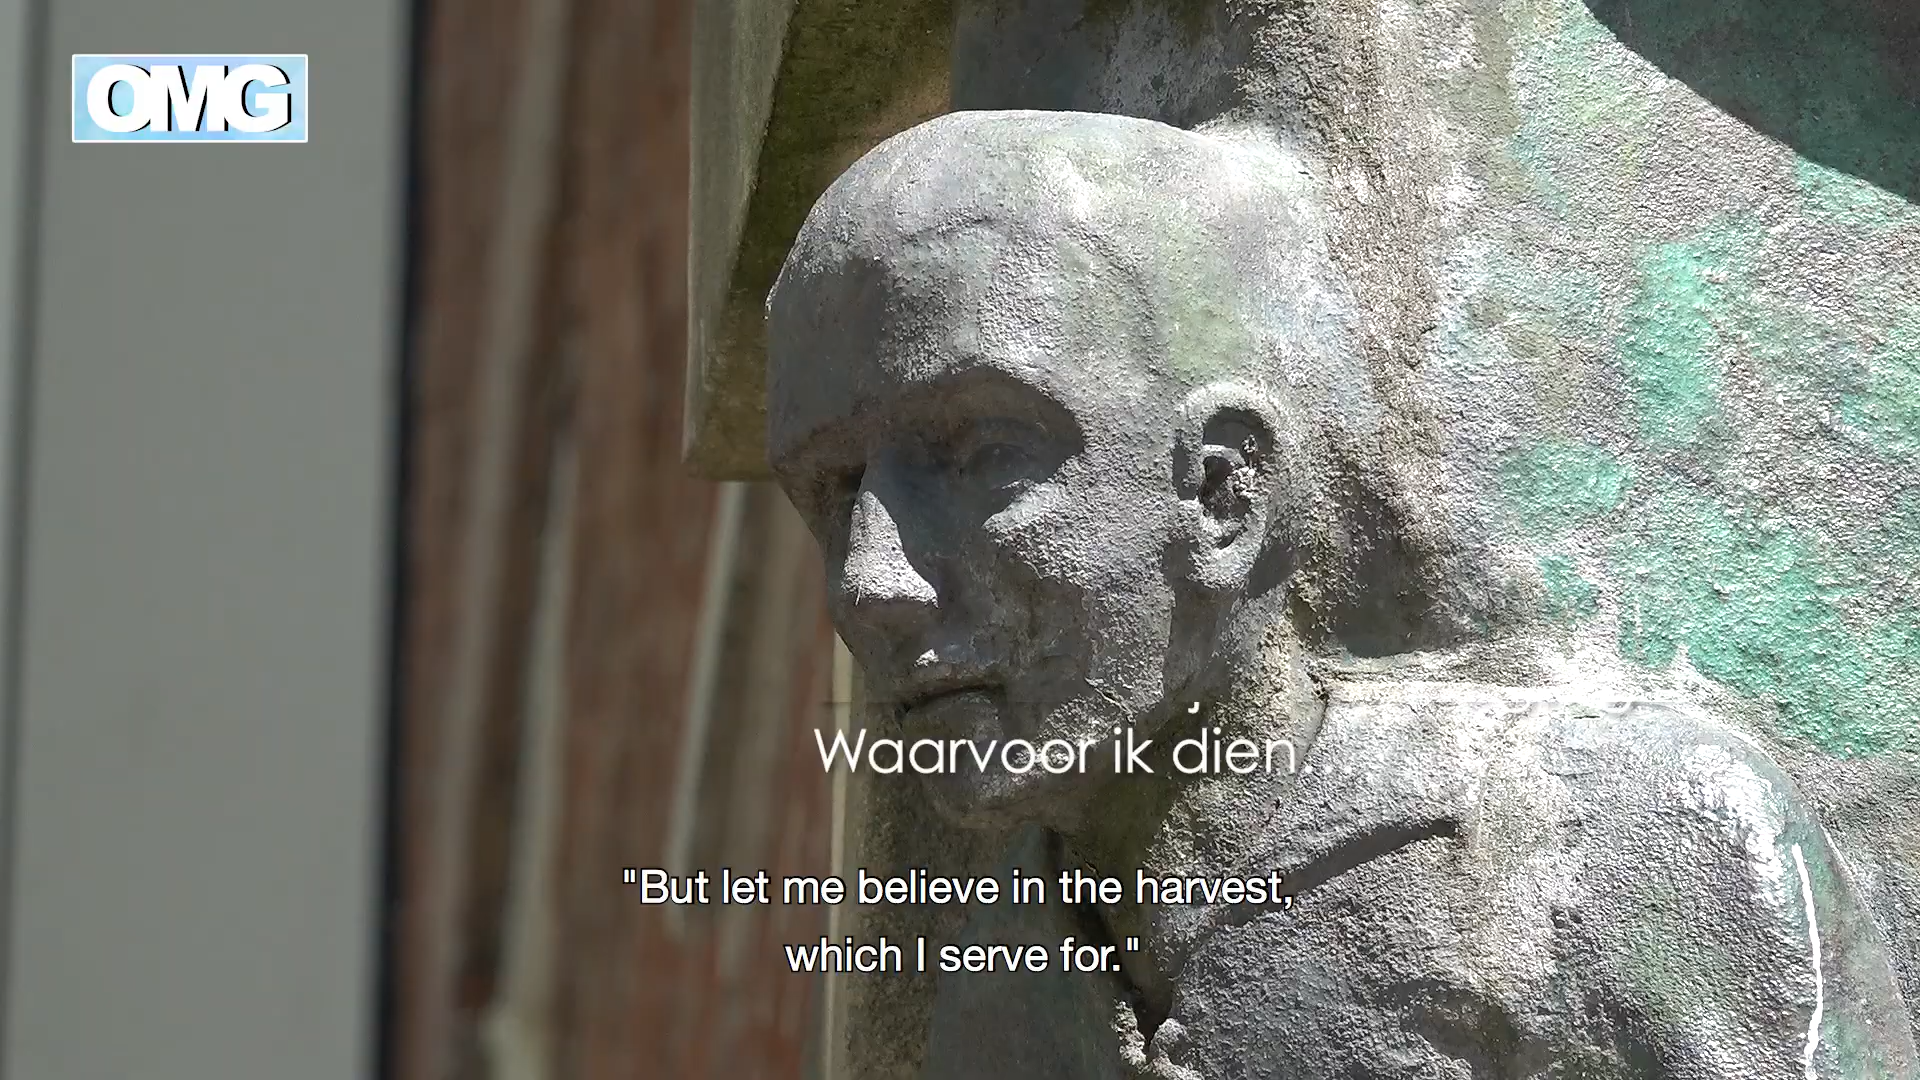 OMG
Waarvoor ik dien.
"But let me believe in the harvest,
which I serve for."